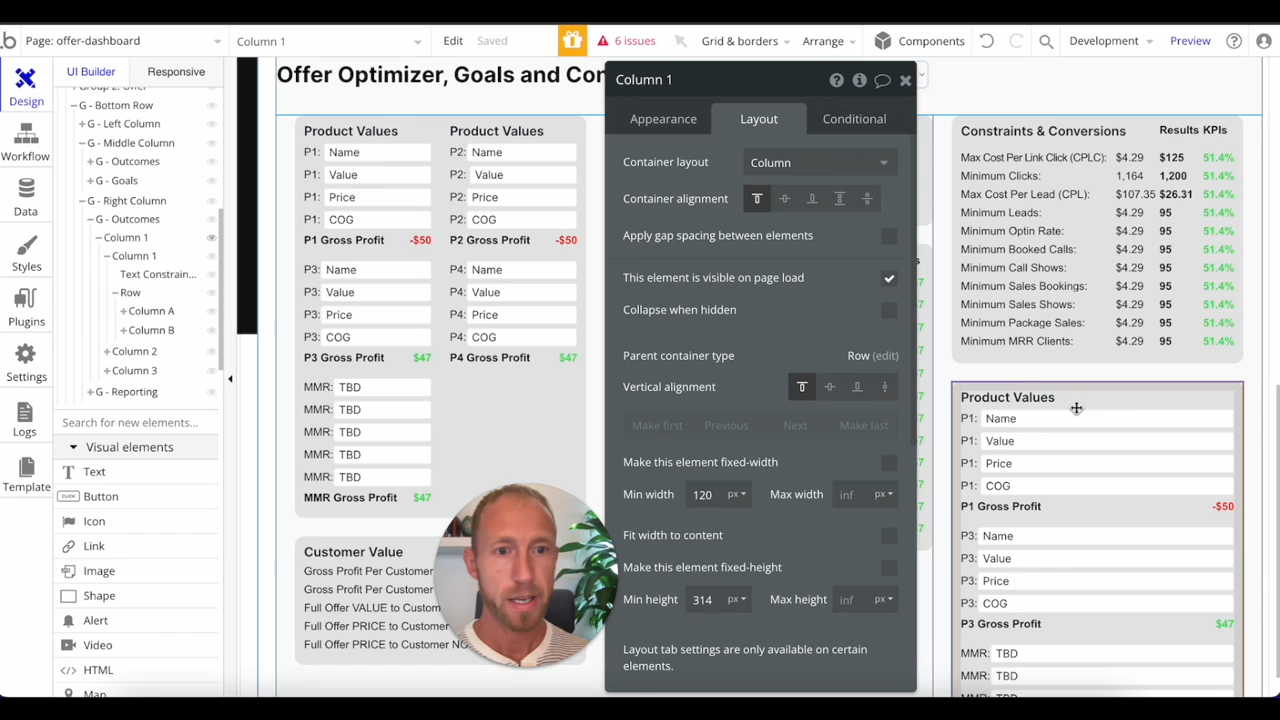 Page: offer-dashboard
Column 1
Edit
Saved
6 issues
Grid & borders
Arrange
Components
Development
Preview
Design
Workflow
Data
Styles
Plugins
Settings
Logs
Template
UI Builder
Responsive
G - Bottom Row
G - Left Column
G - Middle Column
G - Outcomes
G - Goals
G - Right Column
G - Outcomes
Column 1
Column 1
Text Constrain...
Row
Column A
Column B
Column 2
Column 3
G - Reporting
Search for new elements...
Visual elements
Text
Button
Icon
Link
Image
Shape
Alert
Video
HTML
Map
Offer Optimizer, Goals and Con
Product Values
P1: Name
P1: Value
P1: Price
P1: COG
P1 Gross Profit -$50
P3: Name
P3: Value
P3: Price
P3: COG
P3 Gross Profit $47
MMR: TBD
MMR: TBD
MMR: TBD
MMR: TBD
MMR: TBD
MMR Gross Profit $47
Product Values
P2: Name
P2: Value
P2: Price
P2: COG
P2 Gross Profit -$50
P4: Name
P4: Value
P4: Price
P4: COG
P4 Gross Profit $47
Customer Value
Gross Profit Per Customer
Gross Profit Per Customer
Full Offer VALUE to Custom
Full Offer PRICE to Custom
Full Offer PRICE to Customer NO
Column 1
Appearance
Layout
Conditional
Container layout Column
Container alignment
Apply gap spacing between elements
This element is visible on page load
Collapse when hidden
Parent container type Row (edit)
Vertical alignment
Make first Previous Next Make last
Make this element fixed-width
Min width 120 px Max width inf px
Fit width to content
Make this element fixed-height
Min height 314 px Max height inf px
Layout tab settings are only available on certain
elements.
Constraints & Conversions Results KPIs
Max Cost Per Link Click (CPLC): $4.29 $125 51.4%
Minimum Clicks: 1,164 1,200 51.4%
Max Cost Per Lead (CPL): $107.35 $26.31 51.4%
Minimum Leads: $4.29 95 51.4%
Minimum Optin Rate: $4.29 95 51.4%
Minimum Booked Calls: $4.29 95 51.4%
Minimum Call Shows: $4.29 95 51.4%
Minimum Sales Bookings: $4.29 95 51.4%
Minimum Sales Shows: $4.29 95 51.4%
Minimum Package Sales: $4.29 95 51.4%
Minimum MRR Clients: $4.29 95 51.4%
Product Values
P1: Name
P1: Value
P1: Price
P1: COG
P1 Gross Profit -$50
P3: Name
P3: Value
P3: Price
P3: COG
P3 Gross Profit $47
MMR: TBD
MMR: TBD